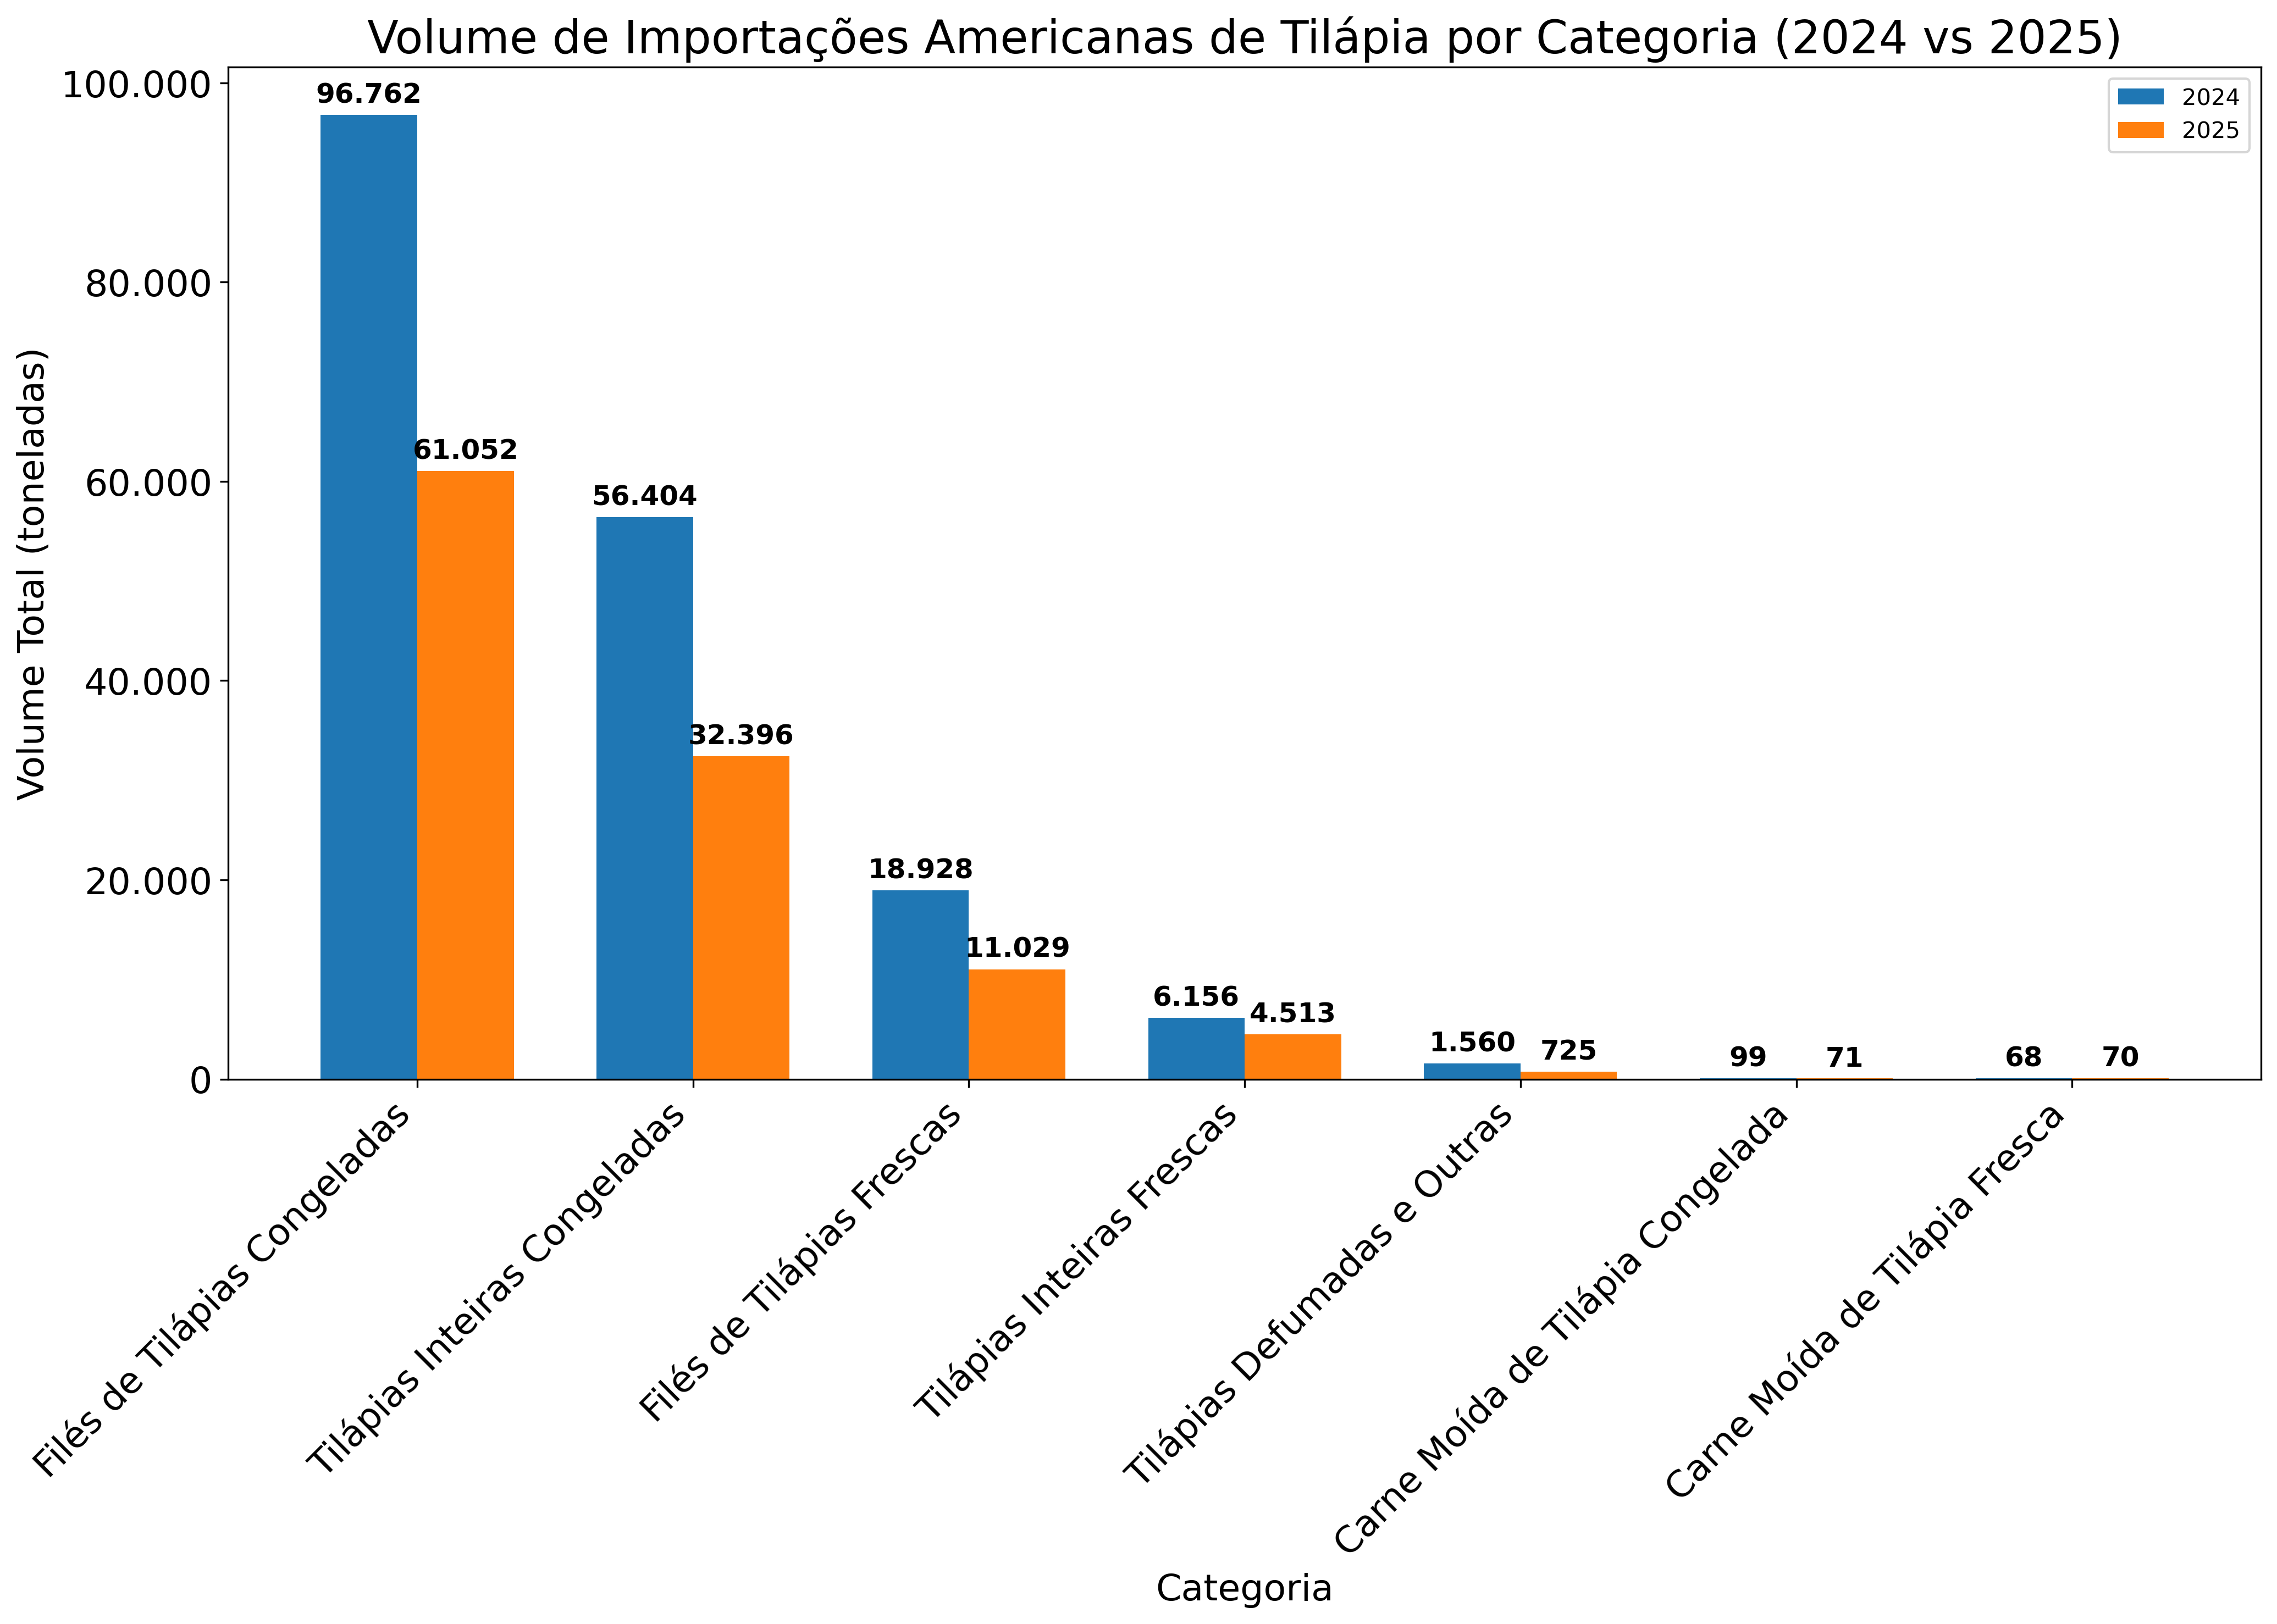 Volume de Importações Americanas de Tilápia por Categoria (2024 vs 2025)
Volume Total (toneladas)
100.000
80.000
60.000
40.000
20.000
0
2024
2025
96.762
61.052
56.404
32.396
18.928
11.029
6.156
4.513
1.560
725
99
71
68
70
Filés de Tilápias Congeladas
Tilápias Inteiras Congeladas
Filés de Tilápias Frescas
Tilápias Inteiras Frescas
Tilápias Defumadas e Outras
Carne Moída de Tilápia Congelada
Carne Moída de Tilápia Fresca
Categoria